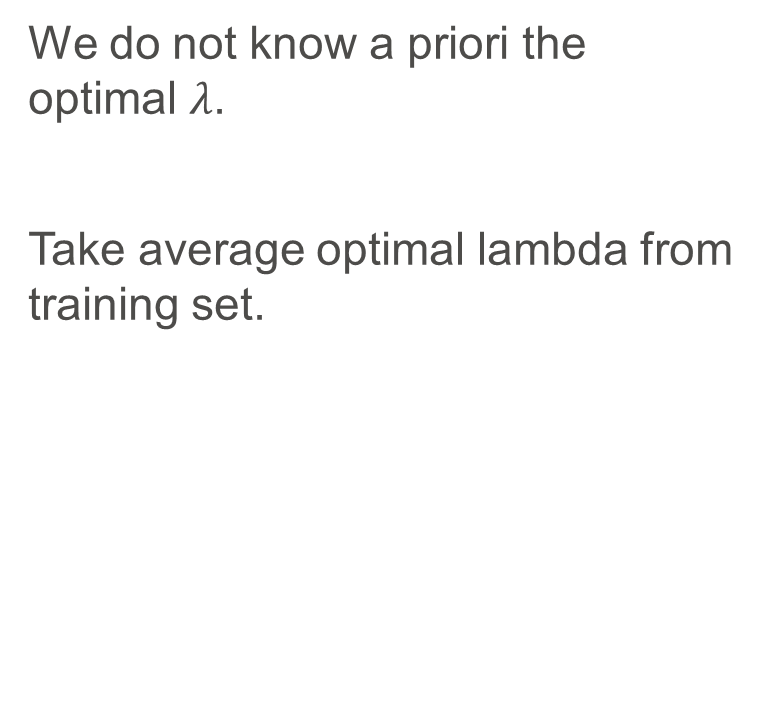 We do not know a priori the
optimal 𝜆.
Take average optimal lambda from
training set.